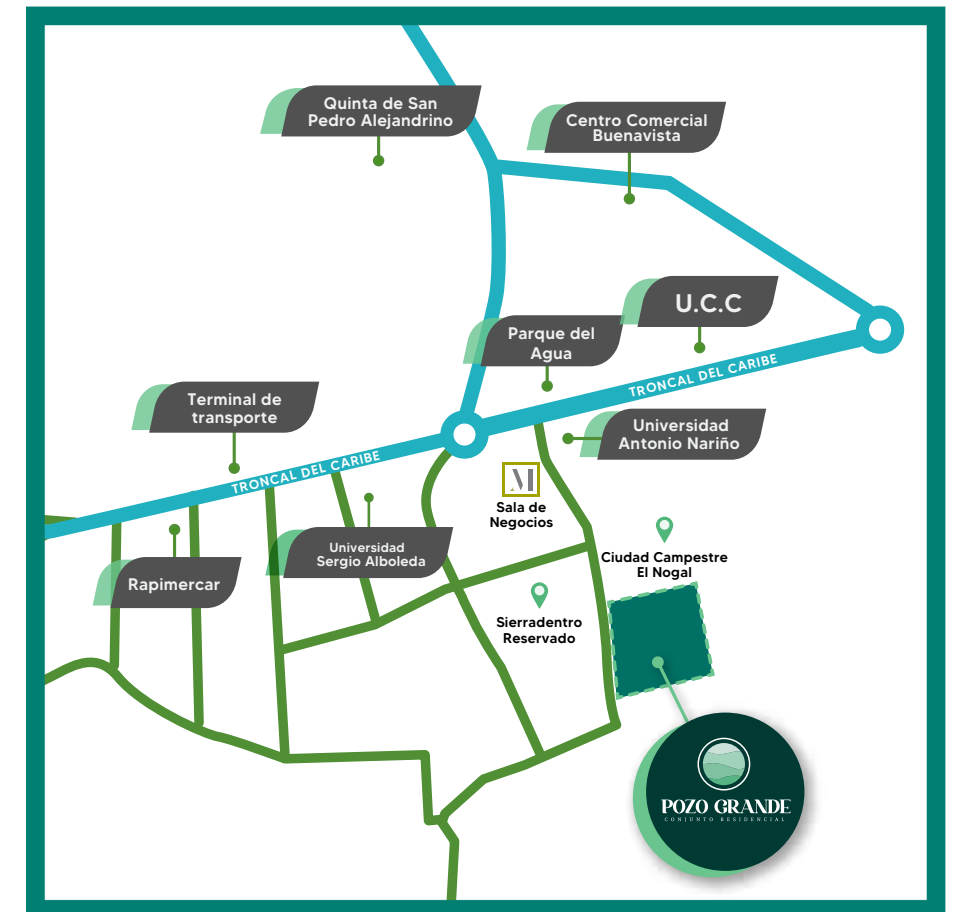 Quinta de San
Pedro Alejandrino
Centro Comercial
Buenavista
U.C.C
Parque del
Agua
TRONCAL DEL CARIBE
Terminal de
transporte
Universidad
Antonio Nariño
TRONCAL DEL CARIBE
M
Sala de
Negocios
Universidad
Sergio Alboleda
Rapimercar
Ciudad Campestre
El Nogal
Sierradentro
Reservado
POZO GRANDE
CONJUNTO RESIDENCIAL